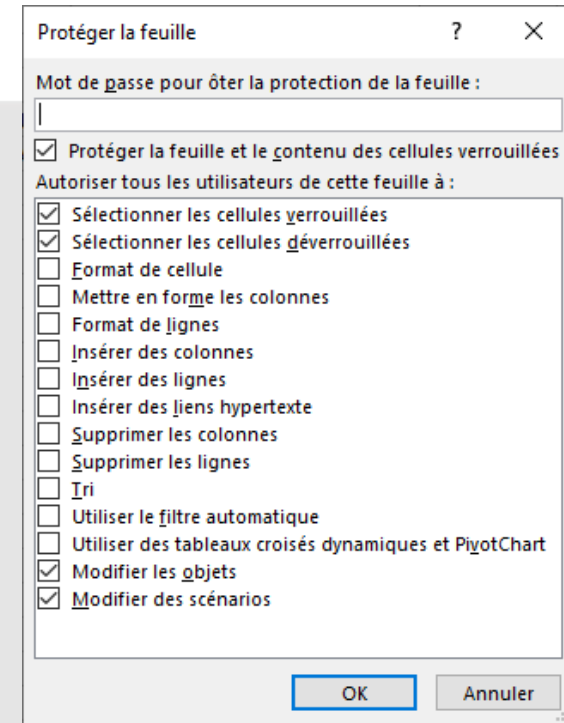 Protéger la feuille ?
Mot de passe pour ôter la protection de la feuille :
Protéger la feuille et le contenu des cellules verrouillées
Autoriser tous les utilisateurs de cette feuille à :
Sélectionner les cellules verrouillées
Sélectionner les cellules déverrouillées
Format de cellule
Mettre en forme les colonnes
Format de lignes
Insérer des colonnes
Insérer des lignes
Insérer des liens hypertexte
Supprimer les colonnes
Supprimer les lignes
Tri
Utiliser le filtre automatique
Utiliser des tableaux croisés dynamiques et PivotChart
Modifier les objets
Modifier des scénarios
OK Annuler